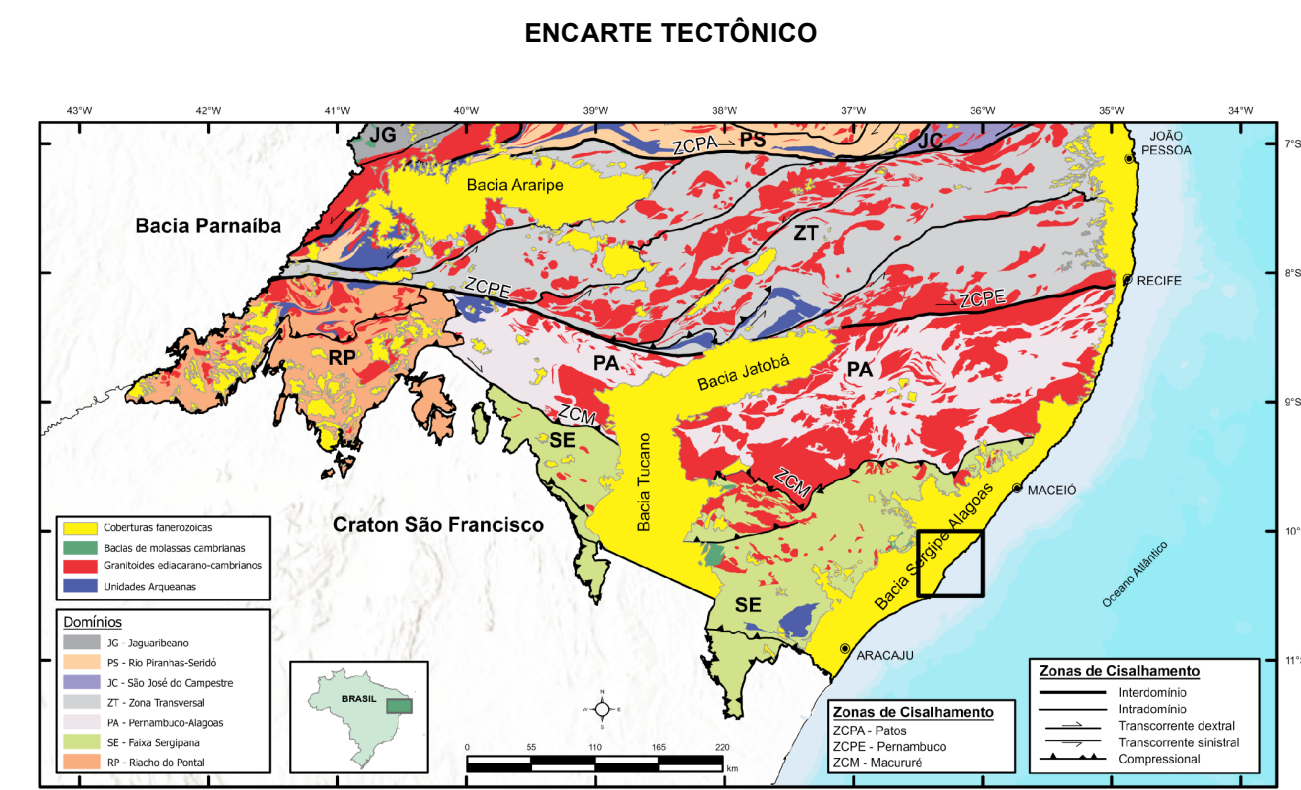 ENCARTE TECTÔNICO
43°W 42°W 41°W 40°W 39°W 38°W 37°W 36°W 35°W 34°W
7°S
8°S
9°S
10°
11°
JG
ZCPA
PS
JC
JOÃO
PESSOA
Bacia Araripe
Bacia Parnaíba
ZT
ZCPE
ZCPE
RECIFE
RP
PA
Bacia Jatobá
PA
ZCM
SE
Bacia Tucano
ZCM
MACEIÓ
Craton São Francisco
Bacia Sergipe Alagoas
Oceano Atlântico
SE
ARACAJU
Coberturas fanerozoicas
Bacias de molassas cambrianas
Granitoides ediacarano-cambrianos
Unidades Arqueanas
Domínios
JG - Jaguaribeano
PS - Rio Piranhas-Seridó
JC - São José do Campestre
ZT - Zona Transversal
PA - Pernambuco-Alagoas
SE - Faixa Sergipana
RP - Riacho do Pontal
BRASIL
N
W
E
S
0 55 110 165 220
km
Zonas de Cisalhamento
ZCPA - Patos
ZCPE - Pernambuco
ZCM - Macururé
Zonas de Cisalhamento
Interdomínio
Intradomínio
Transcorrente dextral
Transcorrente sinistral
Compressional